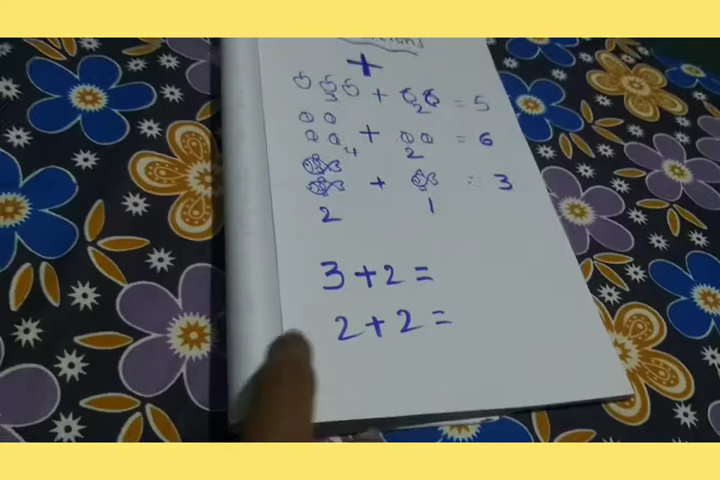 +
+ = 5
3 2
+ = 6
4 2
+ = 3
2 1
3+2=
2+2=